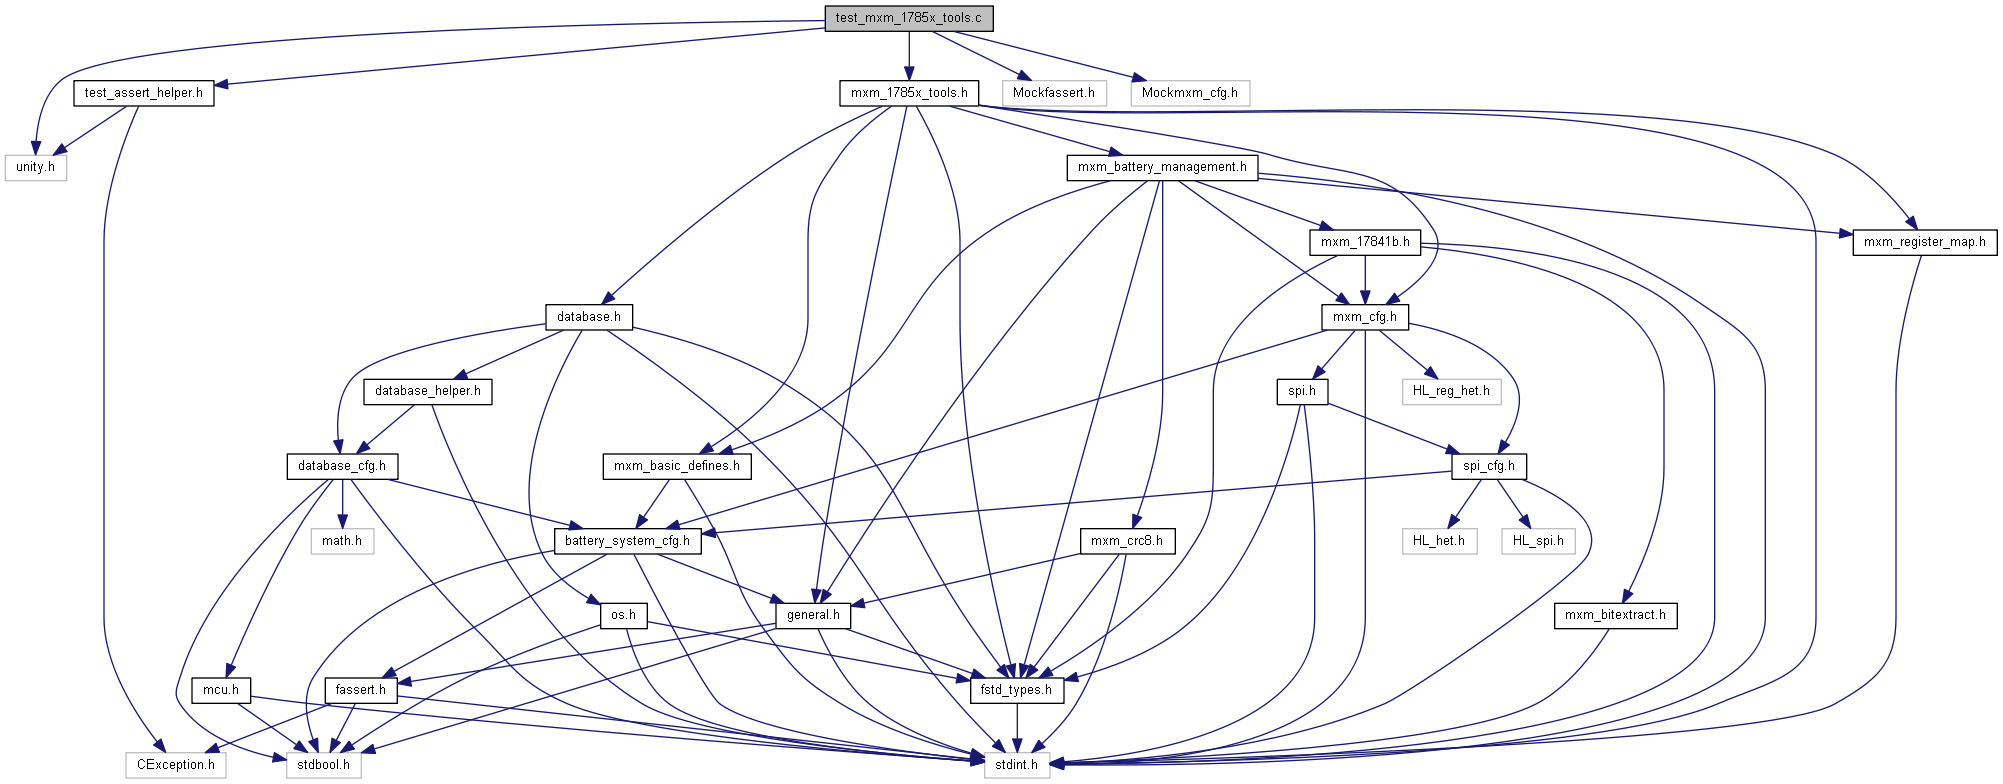 test_mxm_1785x_tools.c
test_assert_helper.h
mxm_1785x_tools.h
Mockfassert.h
Mockmxm_cfg.h
unity.h
mxm_battery_management.h
mxm_17841b.h
mxm_register_map.h
database.h
mxm_cfg.h
database_helper.h
spi.h
HL_reg_het.h
database_cfg.h
mxm_basic_defines.h
spi_cfg.h
math.h
battery_system_cfg.h
mxm_crc8.h
HL_het.h
HL_spi.h
os.h
general.h
mxm_bitextract.h
mcu.h
fassert.h
fstd_types.h
CException.h
stdbool.h
stdint.h